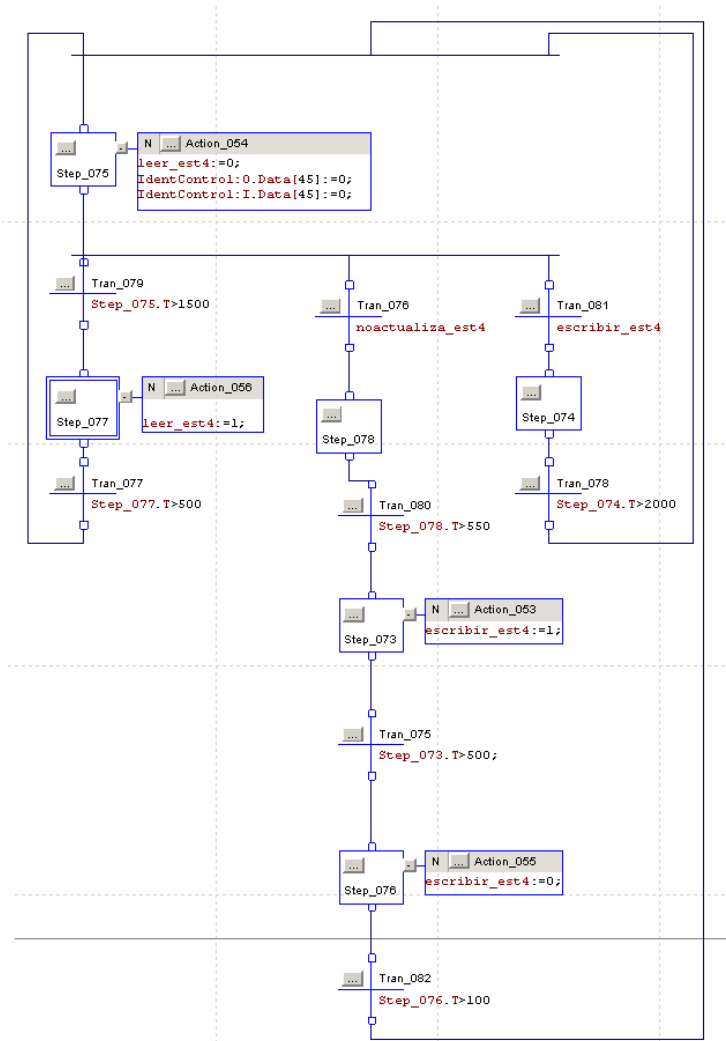 N ... Action_054
...
leer_est4:=0;
Step_075
IdentControl:O.Data[45]:=0;
IdentControl:I.Data[45]:=0;
... Tran_079
Step_075.T>1500
... Tran_076
noactualiza_est4
... Tran_081
escribir_est4
N ... Action_056
...
Step_077
leer_est4:=1;
...
Step_078
...
Step_074
... Tran_077
Step_077.T>500
... Tran_080
Step_078.T>550
... Tran_078
Step_074.T>2000
N ... Action_053
...
escribir_est4:=1;
Step_073
... Tran_075
Step_073.T>500;
N ... Action_055
...
escribir_est4:=0;
Step_076
... Tran_082
Step_076.T>100